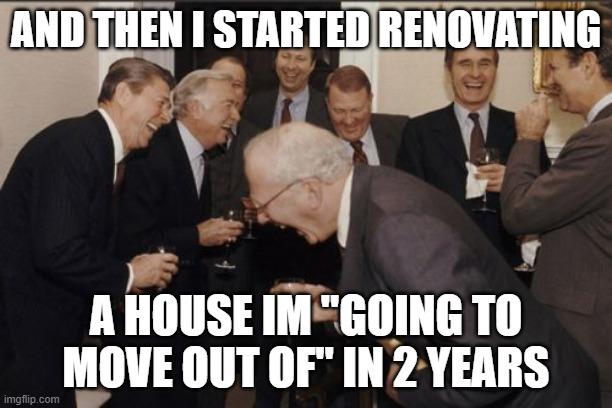 AND THEN I STARTED RENOVATING
A HOUSE IM "GOING TO
MOVE OUT OF" IN 2 YEARS
imgflip.com